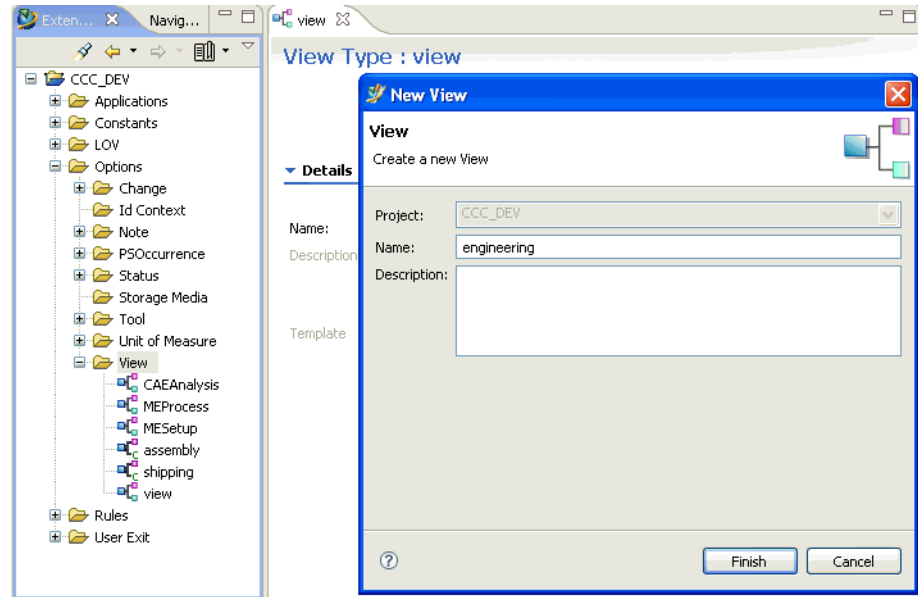 Exten... Navig...
CCC_DEV
Applications
Constants
LOV
Options
Change
Id Context
Note
PSOccurrence
Status
Storage Media
Tool
Unit of Measure
View
CAEAnalysis
MEProcess
MESetup
assembly
shipping
view
Rules
User Exit
view
View Type : view
Details
Name:
Description
Template
New View
View
Create a new View
Project: CCC_DEV
Name: engineering
Description:
Finish Cancel